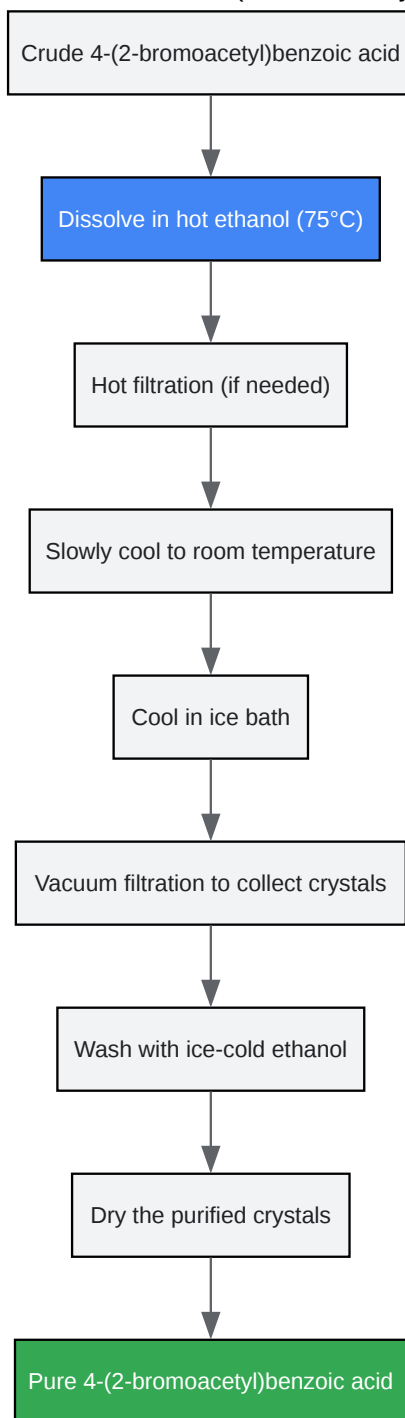 Crude 4-(2-bromoacetyl)benzoic acid
Dissolve in hot ethanol (75°C)
Hot filtration (if needed)
Slowly cool to room temperature
Cool in ice bath
Vacuum filtration to collect crystals
Wash with ice-cold ethanol
Dry the purified crystals
Pure 4-(2-bromoacetyl)benzoic acid